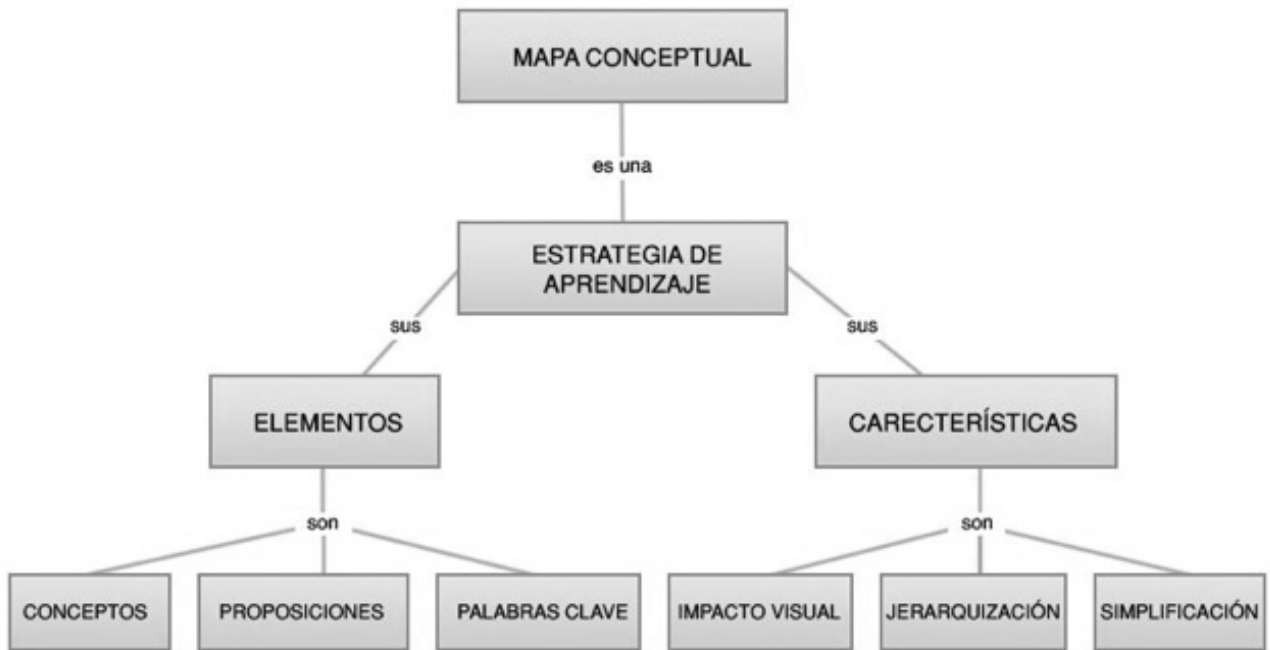 MAPA CONCEPTUAL
es una
ESTRATEGIA DE
APRENDIZAJE
sus
sus
ELEMENTOS
CARECTERÍSTICAS
son
son
CONCEPTOS
PROPOSICIONES
PALABRAS CLAVE
IMPACTO VISUAL
JERARQUIZACIÓN
SIMPLIFICACIÓN